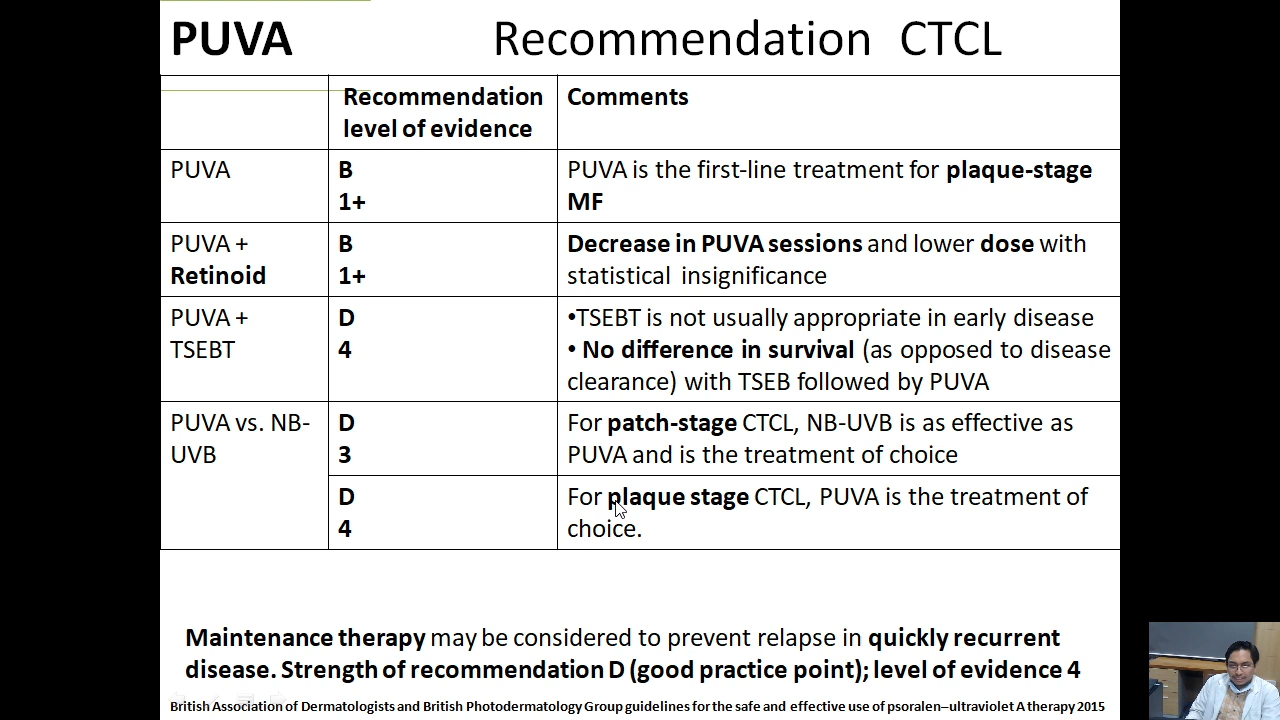 PUVA Recommendation CTCL
Recommendation level of evidence
Comments
PUVA
B
1+
PUVA is the first-line treatment for plaque-stage
MF
PUVA +
Retinoid
B
1+
Decrease in PUVA sessions and lower dose with
statistical insignificance
PUVA +
TSEBT
D
4
•TSEBT is not usually appropriate in early disease
• No difference in survival (as opposed to disease
clearance) with TSEB followed by PUVA
PUVA vs. NB-
UVB
D
3
For patch-stage CTCL, NB-UVB is as effective as
PUVA and is the treatment of choice
D
4
For plaque stage CTCL, PUVA is the treatment of
choice.
Maintenance therapy may be considered to prevent relapse in quickly recurrent
disease. Strength of recommendation D (good practice point); level of evidence 4
British Association of Dermatologists and British Photodermatology Group guidelines for the safe and effective use of psoralen–ultraviolet A therapy 2015